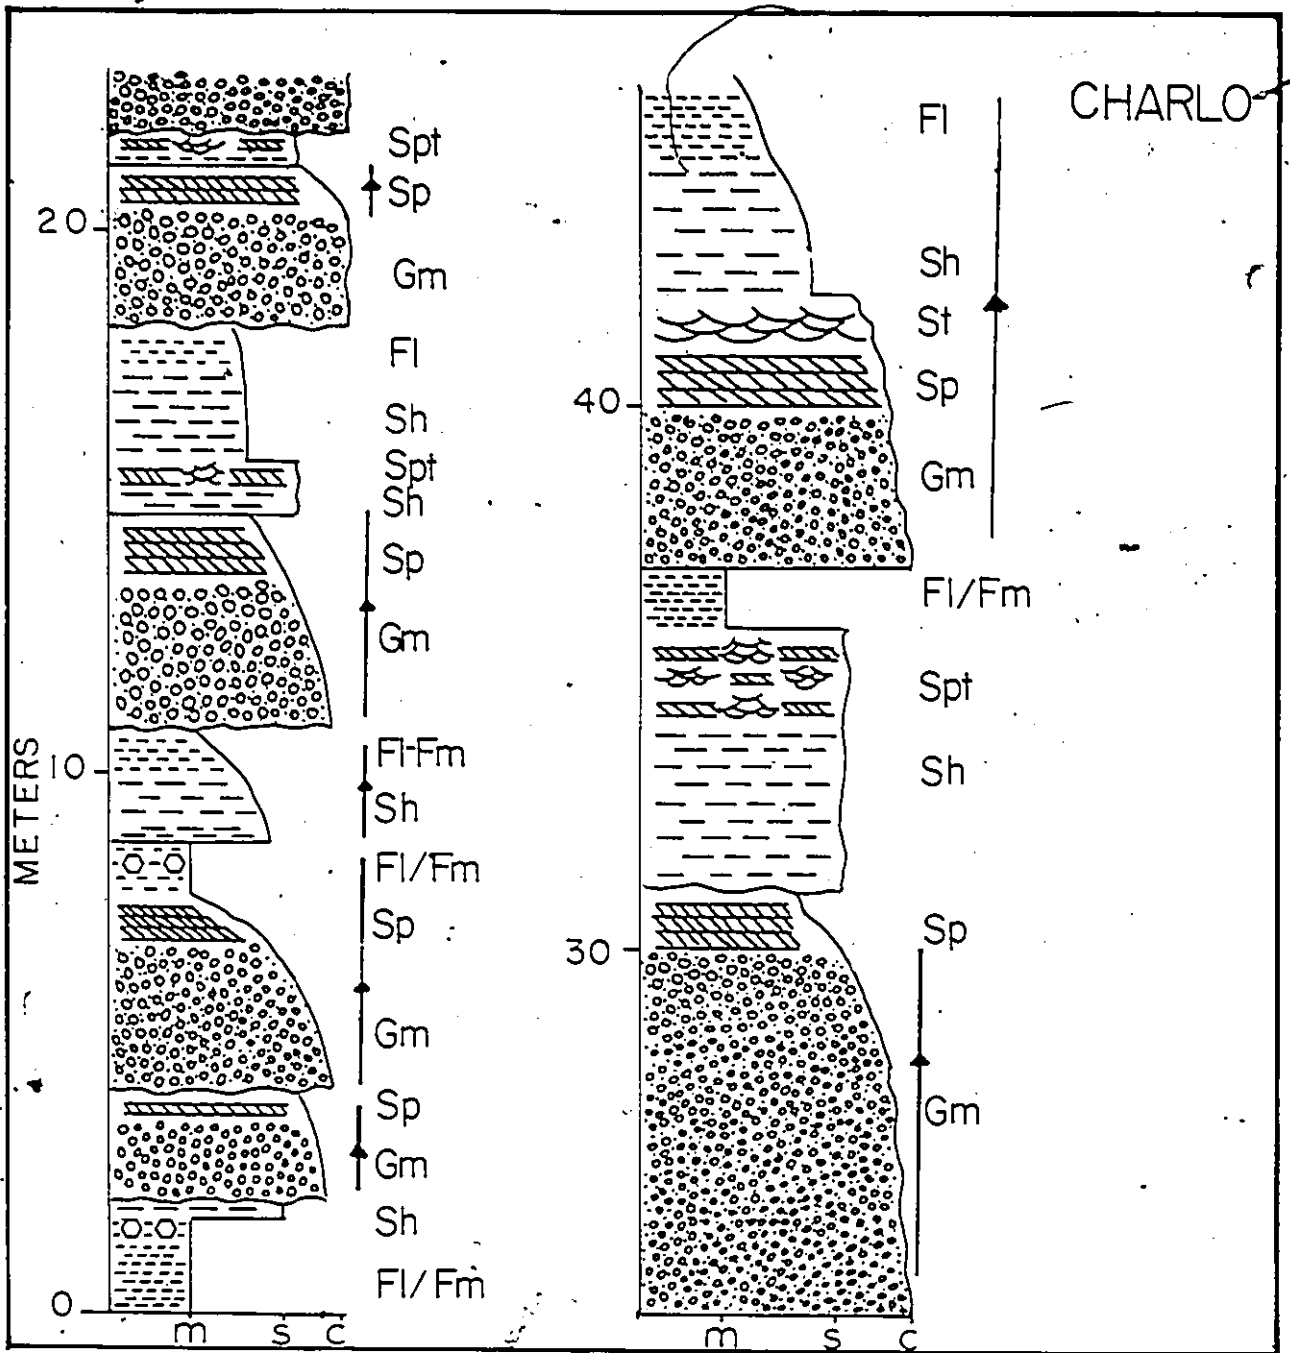 CHARLO
Spt
Sp
20
Gm
Fl
Sh
Spt
Sh
Sp
Gm
METERS
10
Fl-Fm
Sh
Fl/Fm
Sp
Gm
Sp
Gm
Sh
Fl/Fm
0
m s c
Fl
Sh
St
Sp
40
Gm
Fl/Fm
Spt
Sh
Sp
30
Gm
m s c